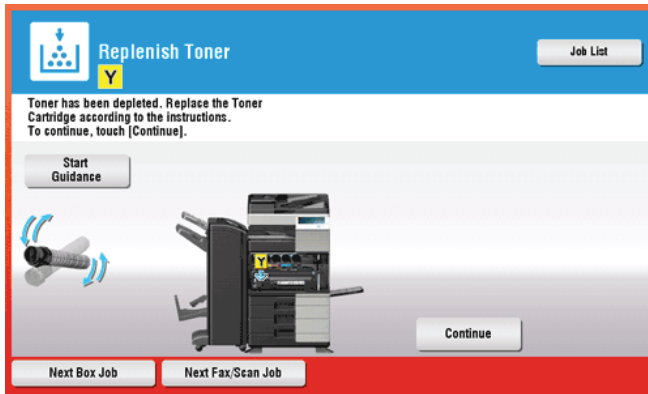 Replenish Toner
Y
Job List
Toner has been depleted. Replace the Toner
Cartridge according to the instructions.
To continue, touch [Continue].
Start
Guidance
Y
Continue
Next Box Job
Next Fax/Scan Job